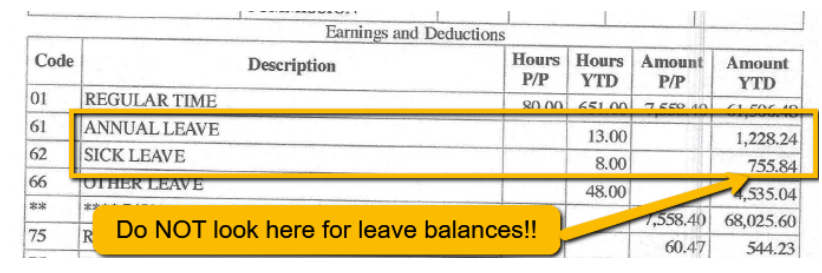 Earnings and Deductions
Code Description Hours P/P Hours YTD Amount P/P Amount YTD
01 REGULAR TIME 80.00 651.00 7,558.40 61,506.48
61 ANNUAL LEAVE 13.00 1,228.24
62 SICK LEAVE 8.00 755.84
66 OTHER LEAVE 48.00 4,535.04
** 7,558.40 68,025.60
Do NOT look here for leave balances!!
75 R 60.47 544.23